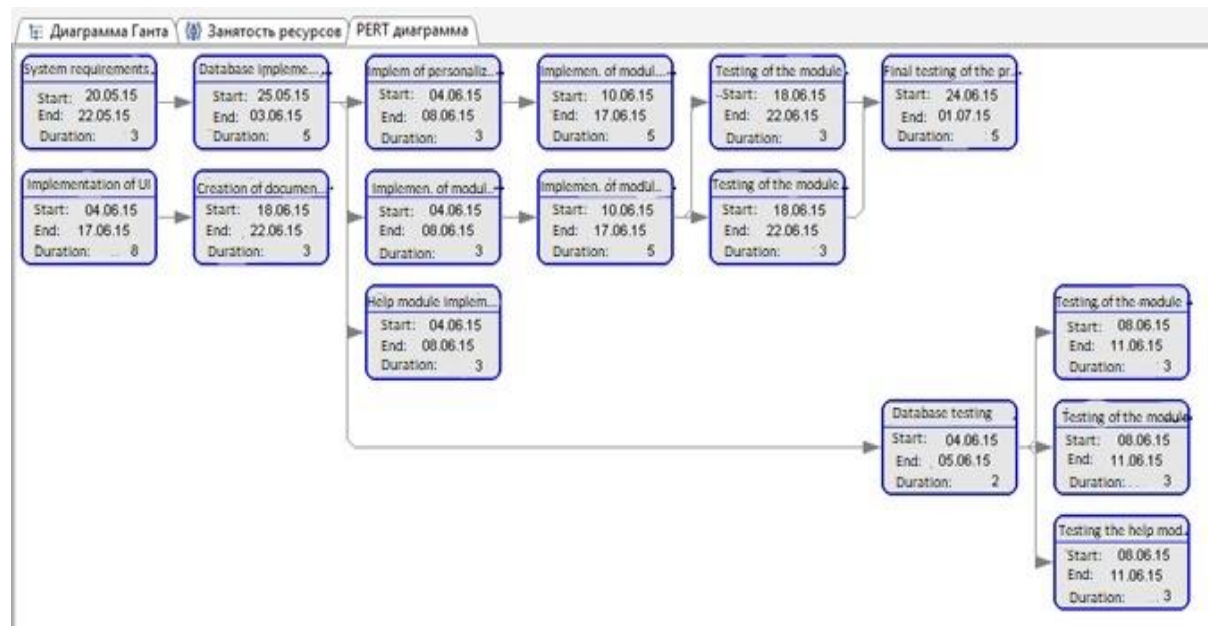 Диаграмма Ганта
Занятость ресурсов
PERT диаграмма
System requirements.
Start: 20.05.15
End: 22.05.15
Duration: 3
Database impleme...
Start: 25.05.15
End: 03.06.15
Duration: 5
Implem of personaliz..
Start: 04.06.15
End: 08.06.15
Duration: 3
Implemen. of modul...
Start: 10.06.15
End: 17.06.15
Duration: 5
Testing of the module
Start: 18.06.15
End: 22.06.15
Duration: 3
Final testing of the pr..
Start: 24.06.15
End: 01.07.15
Duration: 5
Implementation of UI
Start: 04.06.15
End: 17.06.15
Duration: 8
Creation of documen...
Start: 18.06.15
End: 22.06.15
Duration: 3
Implemen. of modul...
Start: 04.06.15
End: 08.06.15
Duration: 3
Implemen. of modul..
Start: 10.06.15
End: 17.06.15
Duration: 5
Testing of the module
Start: 18.06.15
End: 22.06.15
Duration: 3
Help module implem...
Start: 04.06.15
End: 08.06.15
Duration: 3
Testing of the module
Start: 08.06.15
End: 11.06.15
Duration: 3
Database testing
Start: 04.06.15
End: 05.06.15
Duration: 2
Testing of the module
Start: 08.06.15
End: 11.06.15
Duration: 3
Testing the help mod.
Start: 08.06.15
End: 11.06.15
Duration: 3